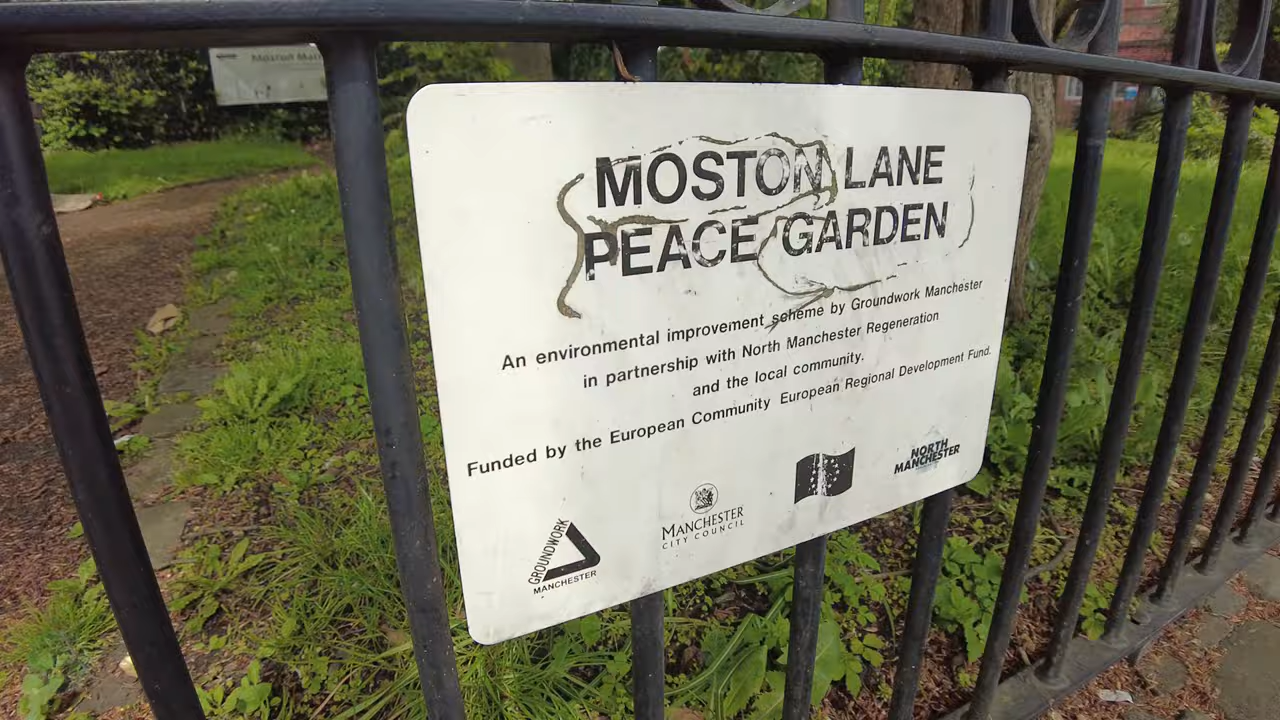 Moston
MOSTON LANE
PEACE GARDEN
An environmental improvement scheme by Groundwork Manchester
in partnership with North Manchester Regeneration
and the local community.
Funded by the European Community European Regional Development Fund.
GROUNDWORK
MANCHESTER
MANCHESTER
CITY COUNCIL
NORTH
MANCHESTER